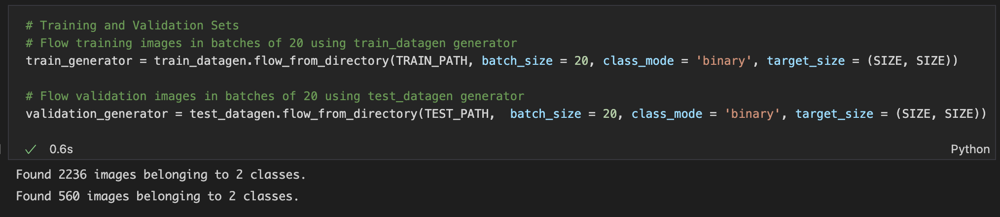 # Training and Validation Sets
# Flow training images in batches of 20 using train_datagen generator
train_generator = train_datagen.flow_from_directory(TRAIN_PATH, batch_size = 20, class_mode = 'binary', target_size = (SIZE, SIZE))
# Flow validation images in batches of 20 using test_datagen generator
validation_generator = test_datagen.flow_from_directory(TEST_PATH,  batch_size = 20, class_mode = 'binary', target_size = (SIZE, SIZE))
✓ 0.6s Python
Found 2236 images belonging to 2 classes.
Found 560 images belonging to 2 classes.